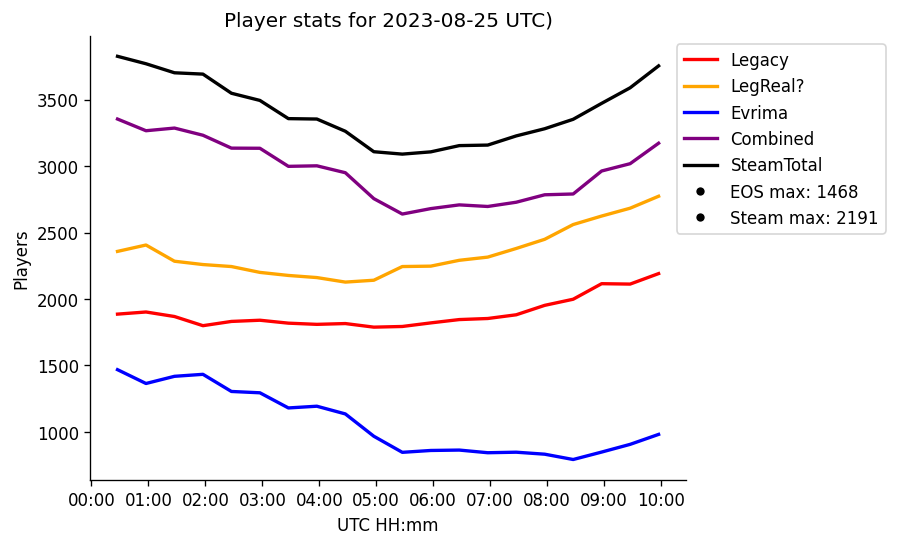 Player stats for 2023-08-25 UTC)
Legacy
LegReal?
Evrima
Combined
SteamTotal
EOS max: 1468
Steam max: 2191
Players
3500
3000
2500
2000
1500
1000
00:00 01:00 02:00 03:00 04:00 05:00 06:00 07:00 08:00 09:00 10:00
UTC HH:mm